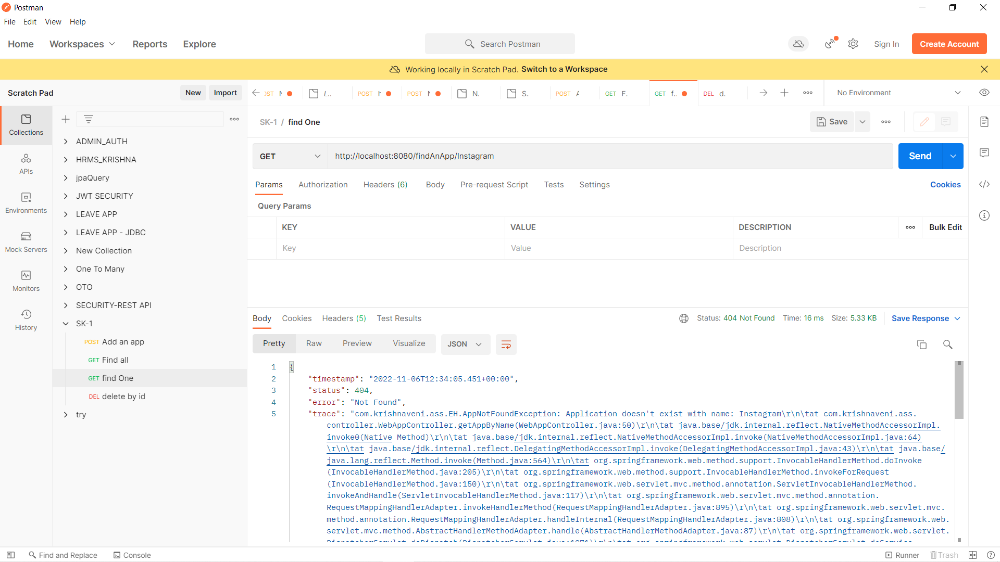 Postman
File Edit View Help
Home Workspaces Reports Explore Search Postman Sign In Create Account
Working locally in Scratch Pad. Switch to a Workspace
Scratch Pad New Import
OST N POST h POST N N. S. POST GET F. GET f.. DEL d. No Environment
Collections
APIs
Environments
Mock Servers
Monitors
History
ADMIN_AUTH
HRMS_KRISHNA
jpaQuery
JWT SECURITY
LEAVE APP
LEAVE APP - JDBC
New Collection
One To Many
OTO
SECURITY-REST API
SK-1
POST Add an app
GET Find all
GET find One
DEL delete by id
try
SK-1 / find One Save
GET http://localhost:8080/findAnApp/Instagram Send
Params Authorization Headers (6) Body Pre-request Script Tests Settings Cookies
Query Params
KEY VALUE DESCRIPTION Bulk Edit
Key Value Description
Body Cookies Headers (5) Test Results Status: 404 Not Found Time: 16 ms Size: 5.33 KB Save Response
Pretty Raw Preview Visualize JSON
1 {
2 "timestamp": "2022-11-06T12:34:05.451+00:00",
3 "status": 404,
4 "error": "Not Found",
5 "trace": "com.krishnaveni.ass.EH.AppNotFoundException: Application doesn't exist with name: Instagram\r\n\tat com.krishnaveni.ass.
controller.WebAppController.getAppByName(WebAppController.java:50)\r\n\tat java.base/jdk.internal.reflect.NativeMethodAccessorImpl.
invoke0(Native Method)\r\n\tat java.base/jdk.internal.reflect.NativeMethodAccessorImpl.invoke(NativeMethodAccessorImpl.java:64)
\r\n\tat java.base/jdk.internal.reflect.DelegatingMethodAccessorImpl.invoke(DelegatingMethodAccessorImpl.java:43)\r\n\tat java.base/
java.lang.reflect.Method.invoke(Method.java:564)\r\n\tat org.springframework.web.method.support.InvocableHandlerMethod.doInvoke
(InvocableHandlerMethod.java:205)\r\n\tat org.springframework.web.method.support.InvocableHandlerMethod.invokeForRequest
(InvocableHandlerMethod.java:150)\r\n\tat org.springframework.web.servlet.mvc.method.annotation.ServletInvocableHandlerMethod.
invokeAndHandle(ServletInvocableHandlerMethod.java:117)\r\n\tat org.springframework.web.servlet.mvc.method.annotation.
RequestMappingHandlerAdapter.invokeHandlerMethod(RequestMappingHandlerAdapter.java:895)\r\n\tat org.springframework.web.servlet.mvc.
method.annotation.RequestMappingHandlerAdapter.handleInternal(RequestMappingHandlerAdapter.java:808)\r\n\tat org.springframework.web.
servlet.mvc.method.AbstractHandlerMethodAdapter.handle(AbstractHandlerMethodAdapter.java:87)\r\n\tat org.springframework.web.servlet.
DispatcherServlet.doDispatch(DispatcherServlet.java:1071)\r\n\tat org.springframework.web.servlet.DispatcherServlet.doService
Find and Replace Console Runner Trash